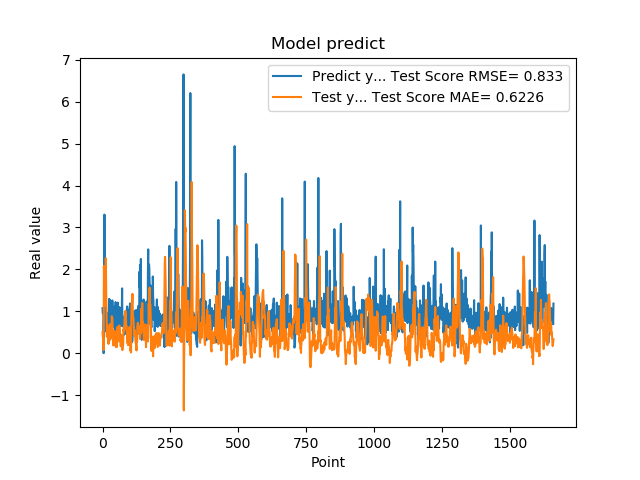 Model predict
7
6
5
4
3
2
1
0
−1
Real value
Predict y... Test Score RMSE= 0.833
Test y... Test Score MAE= 0.6226
0 250 500 750 1000 1250 1500
Point